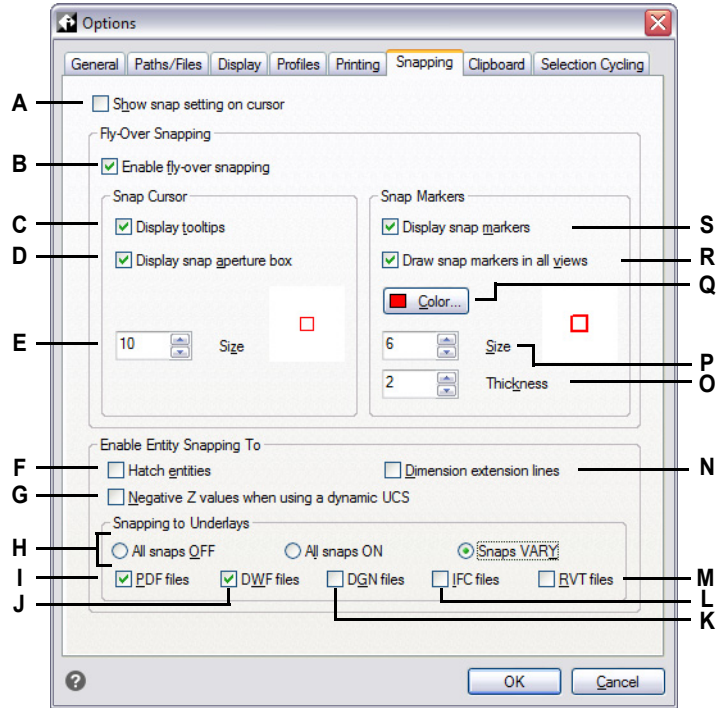 Options
General Paths/Files Display Profiles Printing Snapping Clipboard Selection Cycling
A Show snap setting on cursor
Fly-Over Snapping
B Enable fly-over snapping
Snap Cursor
C Display tooltips
D Display snap aperture box
E 10 Size
Snap Markers
Display snap markers S
Draw snap markers in all views R
Color... Q
6 Size P
2 Thickness O
Enable Entity Snapping To
F Hatch entities Dimension extension lines N
G Negative Z values when using a dynamic UCS
Snapping to Underlays
H All snaps OFF All snaps ON Snaps VARY
I PDF files DWF files DGN files IFC files RVT files M
J L
K
? OK Cancel